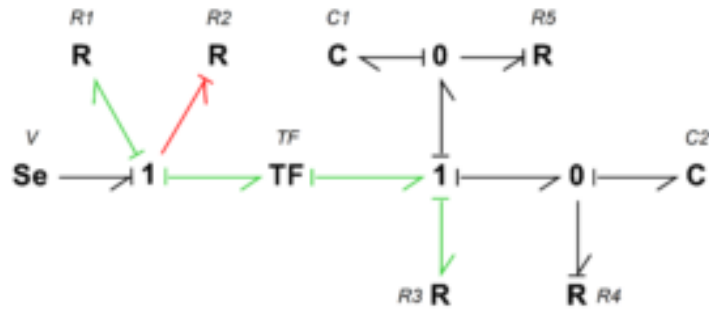 R1 R2 C1 R5
R R C 0 R
V TF C2
Se 1 TF 1 0 C
R3 R R R4